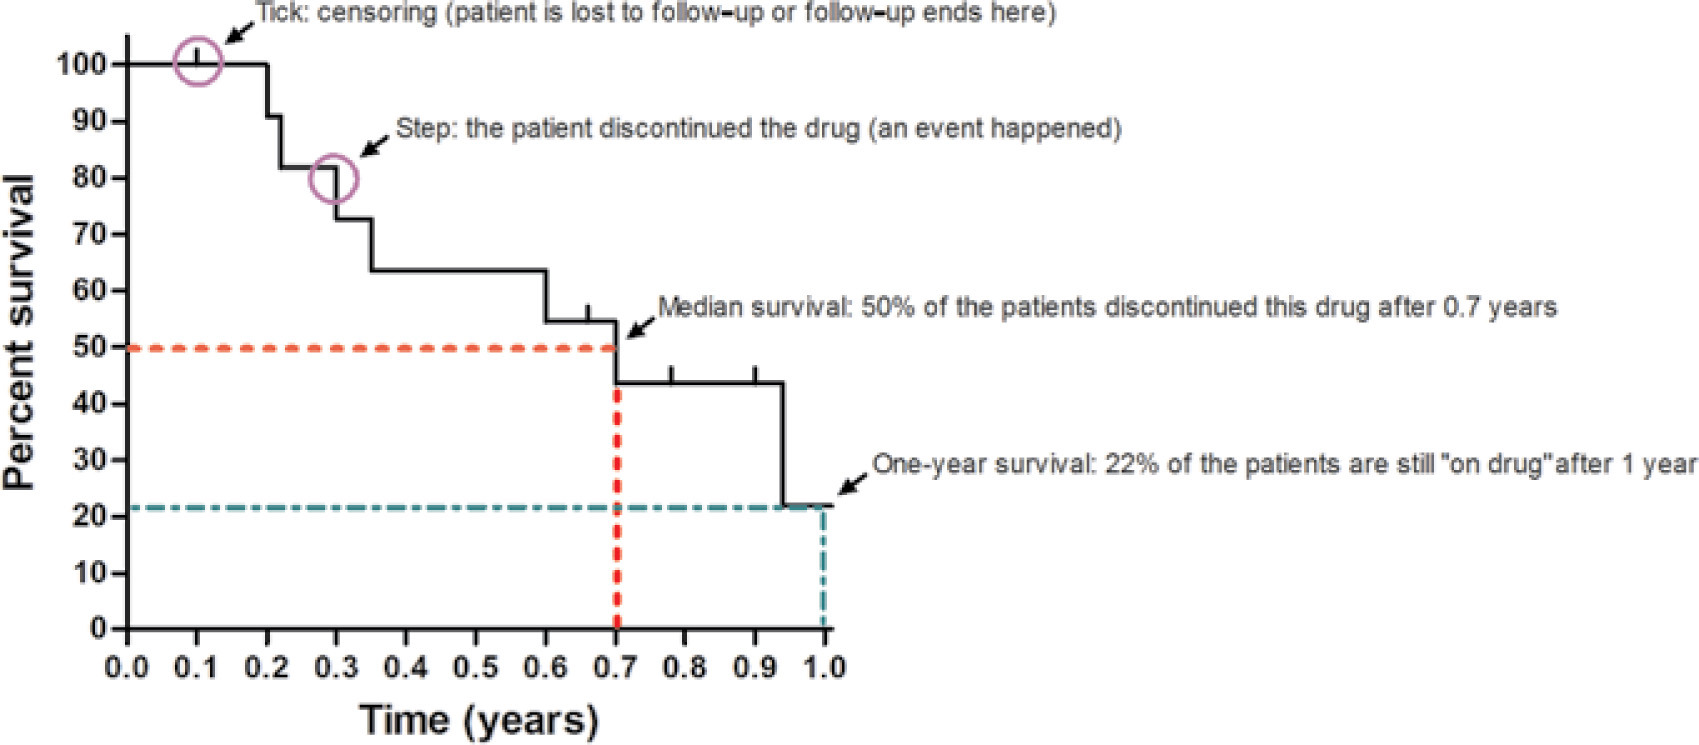 Tick: censoring (patient is lost to follow-up or follow-up ends here)
100
Step: the patient discontinued the drug (an event happened)
90
80
70
60
Median survival: 50% of the patients discontinued this drug after 0.7 years
50
40
30
One-year survival: 22% of the patients are still "on drug"after 1 year
20
10
0
Percent survival
0.0 0.1 0.2 0.3 0.4 0.5 0.6 0.7 0.8 0.9 1.0
Time (years)